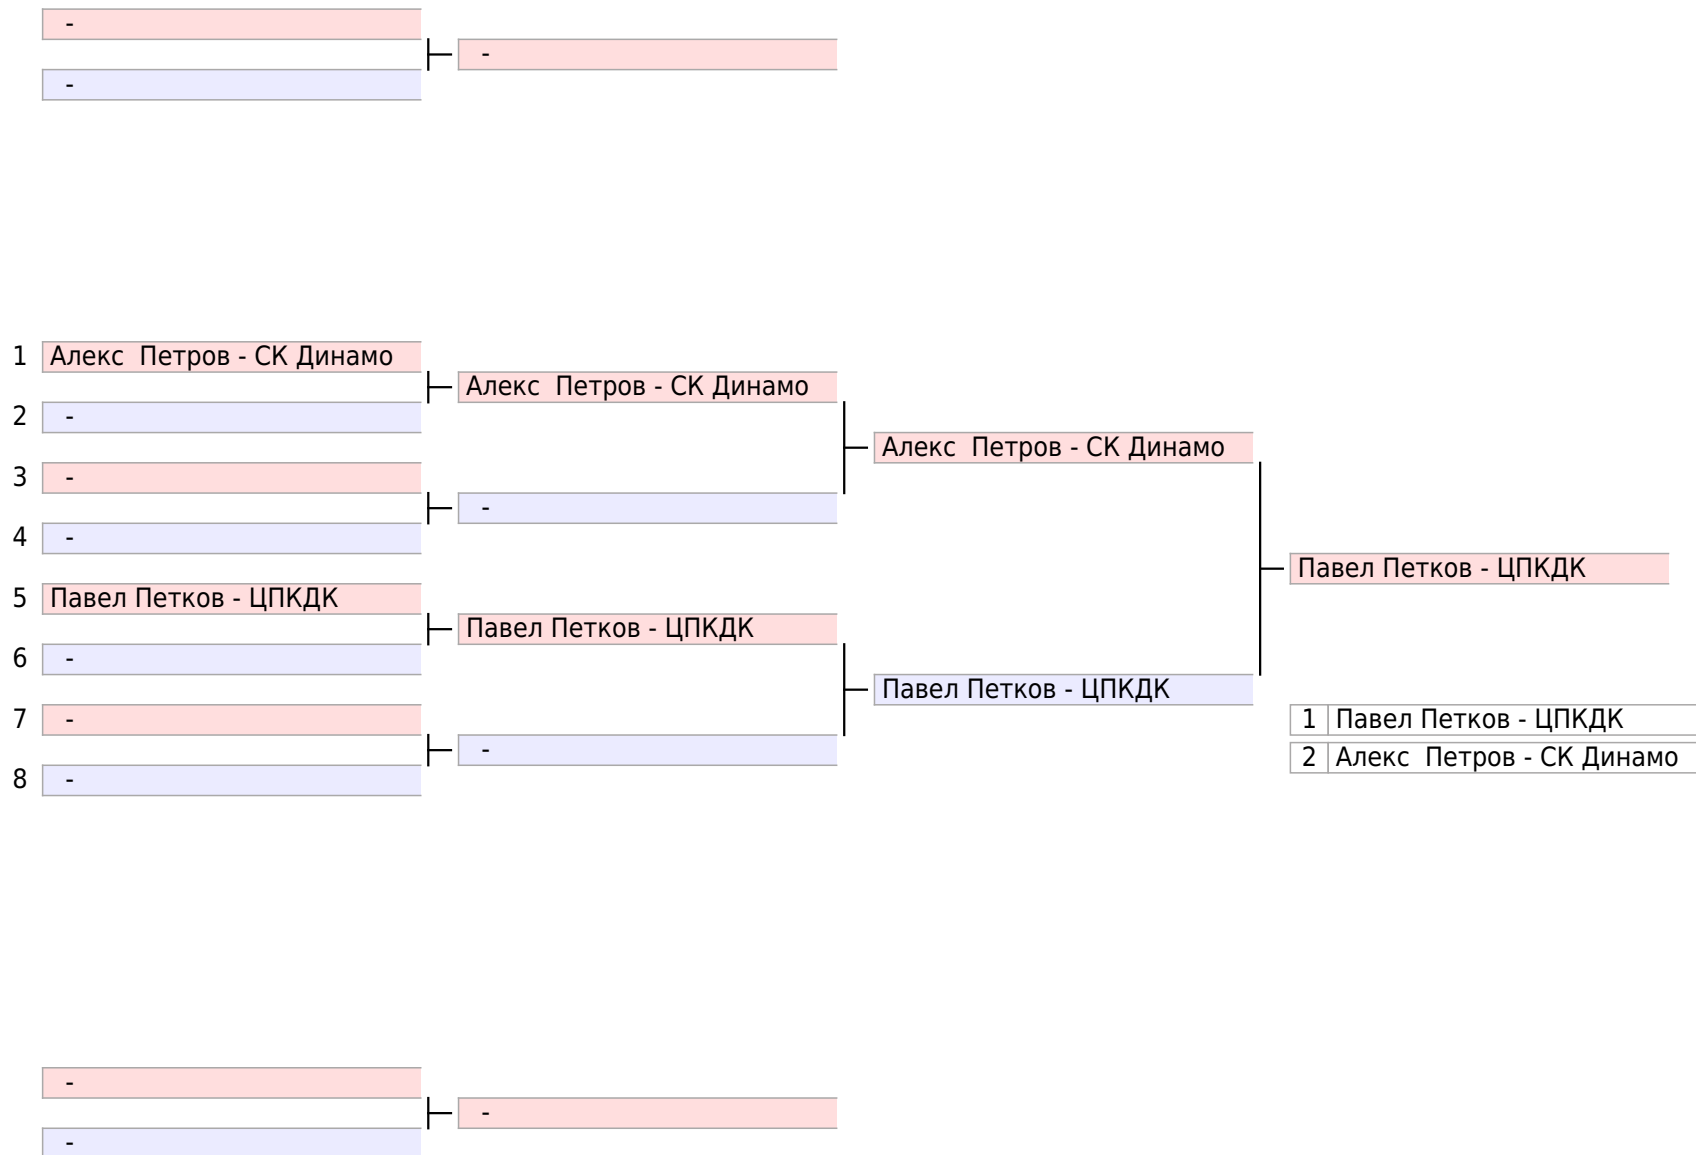 -
-
-
1 Алекс  Петров - СК Динамо
Алекс  Петров - СК Динамо
2 -
Алекс  Петров - СК Динамо
3 -
-
4 -
Павел Петков - ЦПКДК
5 Павел Петков - ЦПКДК
Павел Петков - ЦПКДК
6 -
Павел Петков - ЦПКДК
7 -
1 Павел Петков - ЦПКДК
-
2 Алекс  Петров - СК Динамо
8 -
-
-
-